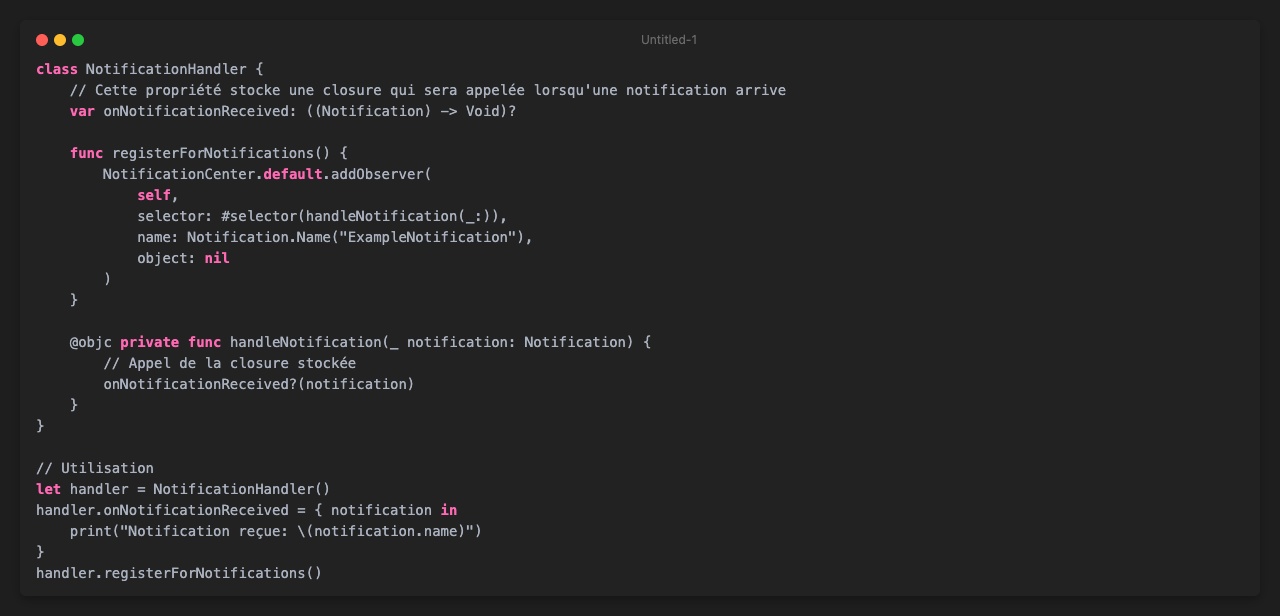 Untitled-1
class NotificationHandler {
    // Cette propriété stocke une closure qui sera appelée lorsqu'une notification arrive
    var onNotificationReceived: ((Notification) -> Void)?

    func registerForNotifications() {
        NotificationCenter.default.addObserver(
            self,
            selector: #selector(handleNotification(_:)),
            name: Notification.Name("ExampleNotification"),
            object: nil
        )
    }

    @objc private func handleNotification(_ notification: Notification) {
        // Appel de la closure stockée
        onNotificationReceived?(notification)
    }
}

// Utilisation
let handler = NotificationHandler()
handler.onNotificationReceived = { notification in
    print("Notification reçue: \(notification.name)")
}
handler.registerForNotifications()